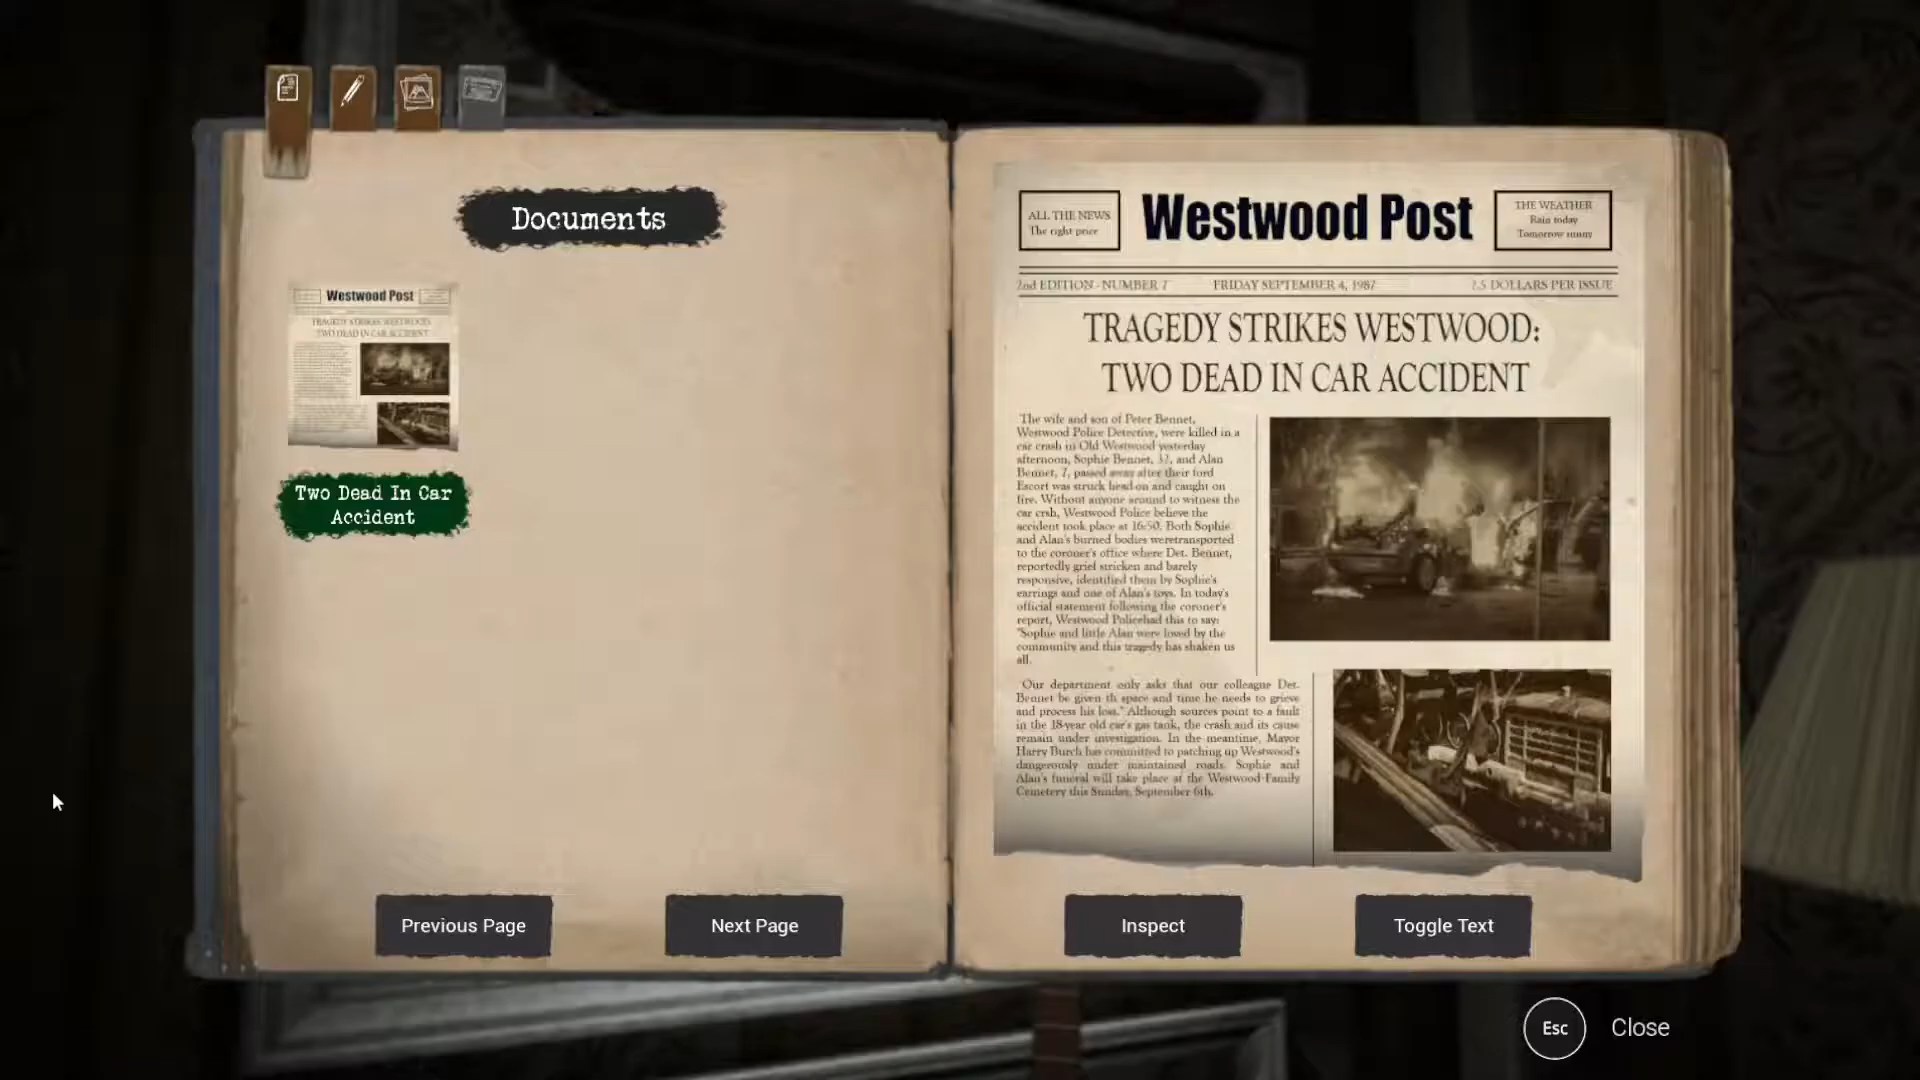 Documents
Westwood Post
TRAGEDY STRIKES WESTWOOD:
TWO DEAD IN CAR ACCIDENT
Two Dead In Car
Accident
Previous Page
Next Page
ALL THE NEWS
The right price
Westwood Post
THE WEATHER
Rain today
Tomorrow sunny
2nd EDITION - NUMBER 7
FRIDAY SEPTEMBER 4, 1987
2.5 DOLLARS PER ISSUE
TRAGEDY STRIKES WESTWOOD:
TWO DEAD IN CAR ACCIDENT
The wife and son of Peter Bennet,
Westwood Police Detective, were killed in a
car crash in Old Westwood yesterday
afternoon, Sophie Bennet, 37, and Alan
Bennet, 7, passed away after their ford
Escort was struck head-on and caught on
fire. Without anyone around to witness the
car crsh, Westwood Police believe the
accident took place at 16:50. Both Sophie
and Alan's burned bodies weretransported
to the coroner's office where Det. Bennet,
reportedly grief stricken and barely
responsive, identified them by Sophie's
earrings and one of Alan's toys. In today's
official statement following the coroner's
report, Westwood Policehad this to say:
"Sophie and little Alan were loved by the
community and this tragedy has shaken us
all.
Our department only asks that our colleague Det.
Bennet be given th space and time he needs to grieve
and process his loss." Although sources point to a fault
in the 18-year old car's gas tank, the crash and its cause
remain under investigation. In the meantime, Mayor
Harry Burch has committed to patching up Westwood's
dangerously under maintained roads. Sophie and
Alan's funeral will take place at the Westwood Family
Cemetery this Sunday, September 6th.
Inspect
Toggle Text
Esc
Close